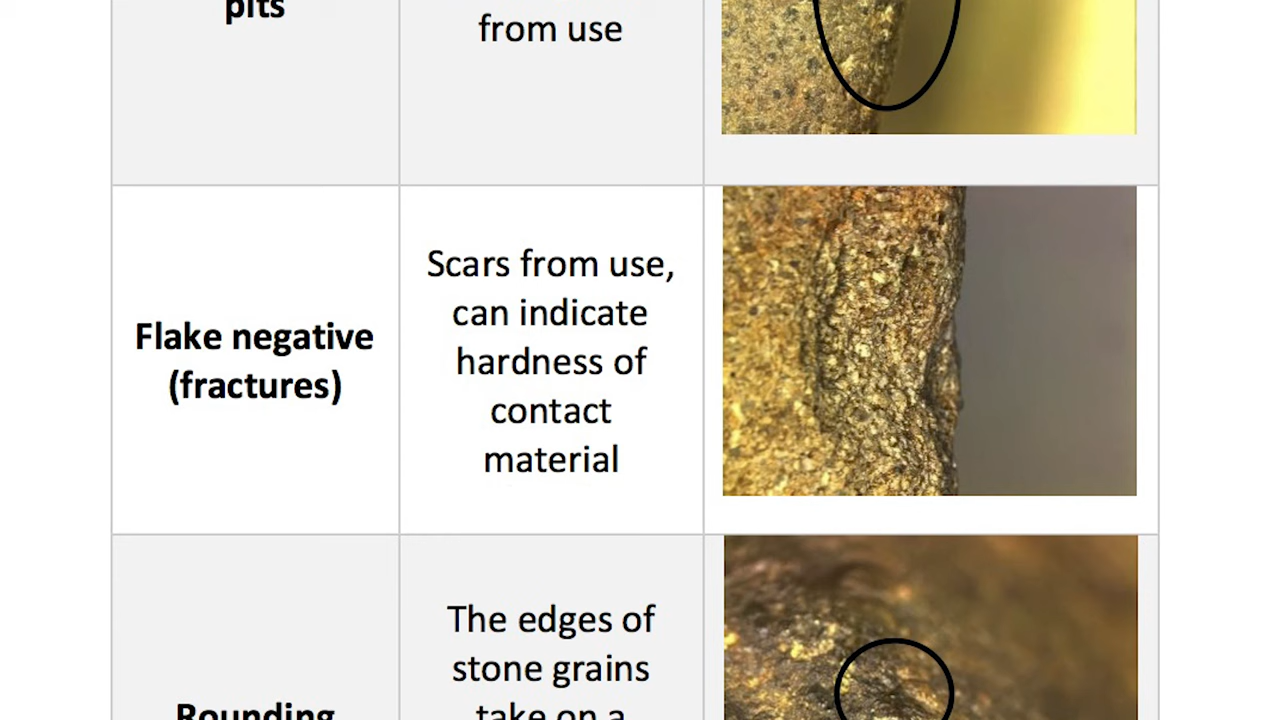 pits
from use
Flake negative
(fractures)
Scars from use,
can indicate
hardness of
contact
material
Rounding
The edges of
stone grains
take on a